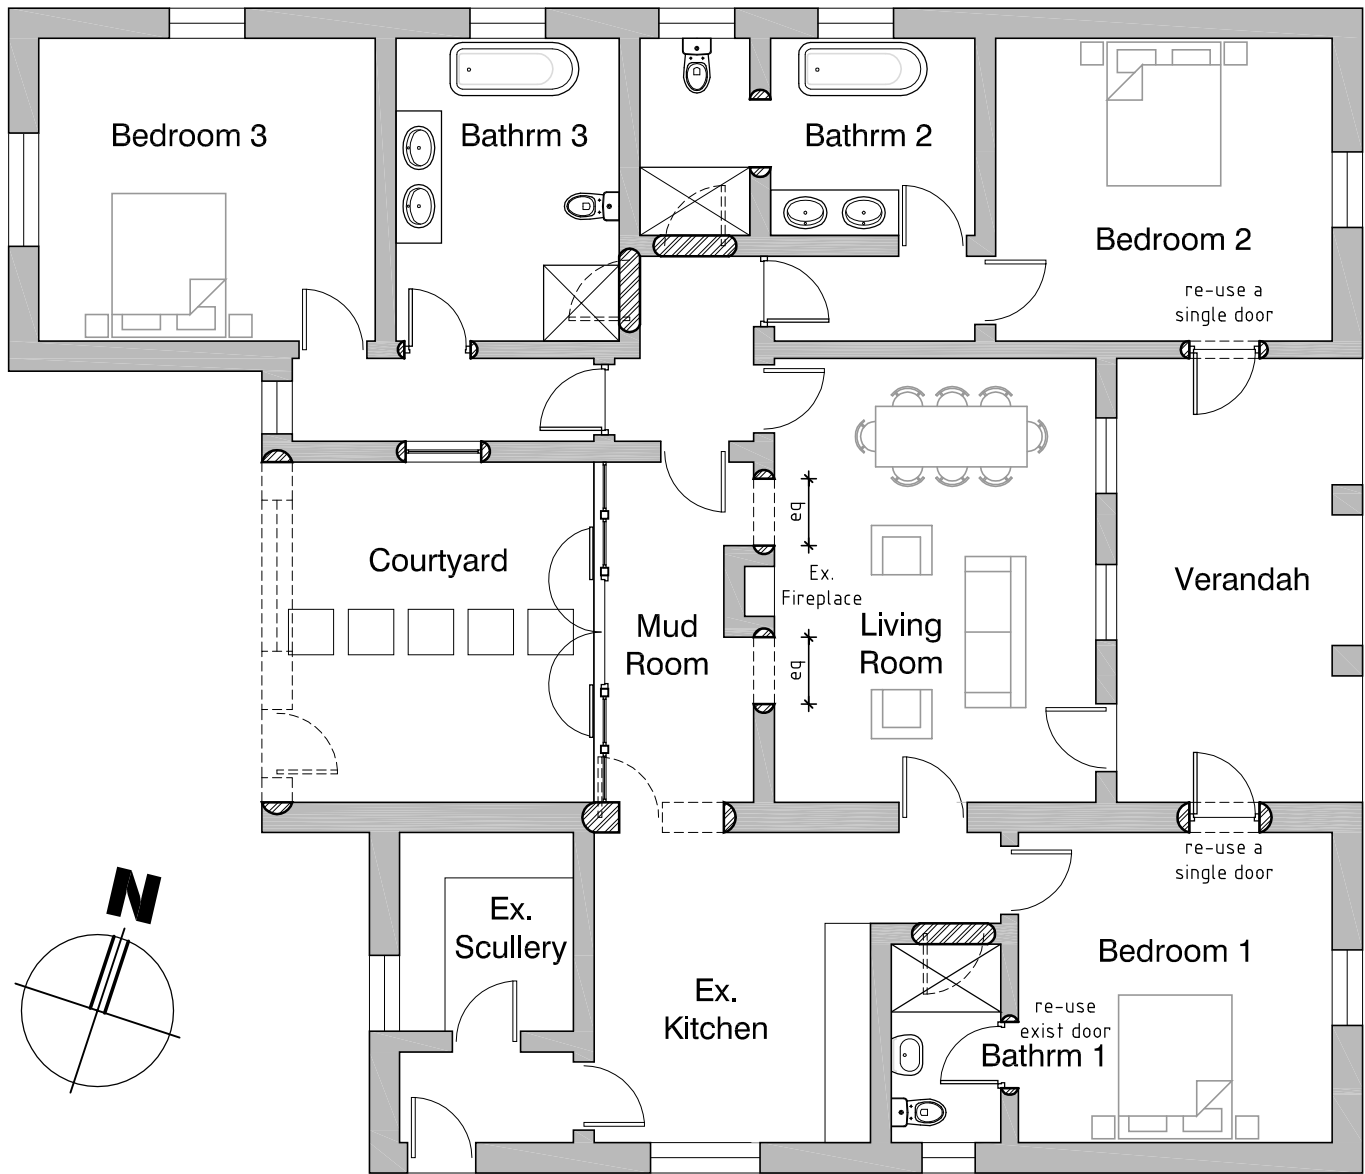 Bedroom 3
Bathrm 3
Bathrm 2
Bedroom 2
re-use a
single door
Courtyard
eq
Ex.
Fireplace
Mud
Room
Living
Room
eq
Verandah
re-use a
single door
N
Ex.
Scullery
Ex.
Kitchen
Bedroom 1
re-use
exist door
Bathrm 1